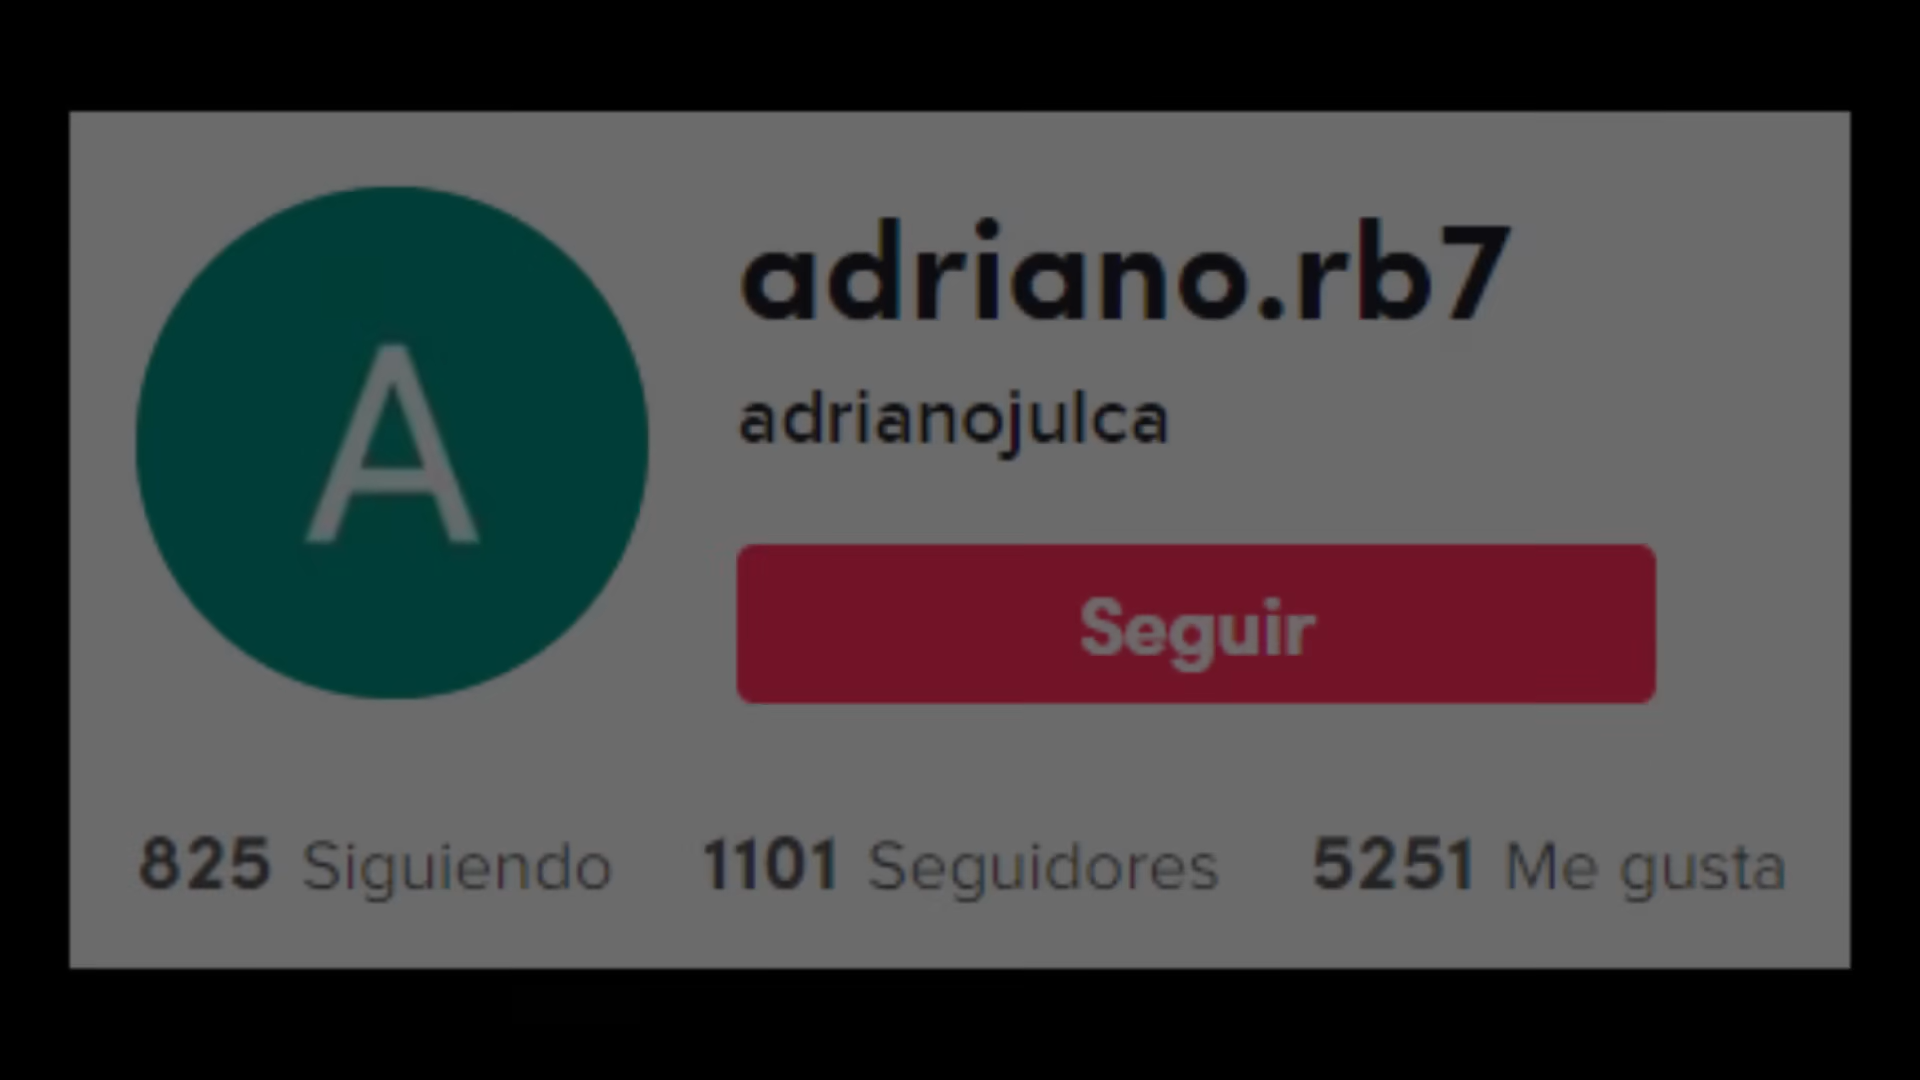 A
adriano.rb7
adrianojulca
Seguir
825 Siguiendo 1101 Seguidores 5251 Me gusta